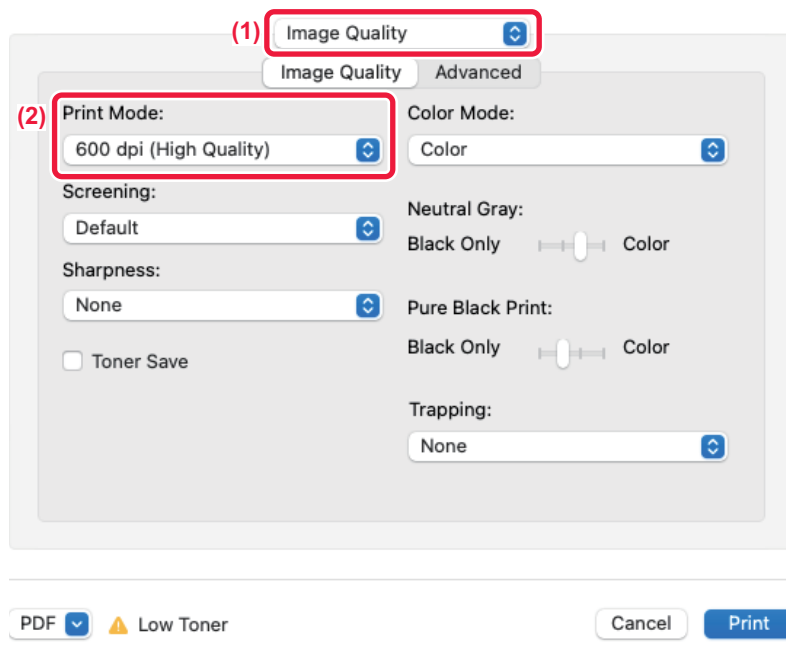 (1) Image Quality
Image Quality Advanced
(2) Print Mode:
600 dpi (High Quality)
Color Mode:
Color
Screening:
Default
Neutral Gray:
Black Only Color
Sharpness:
None
Pure Black Print:
Black Only Color
Toner Save
Trapping:
None
PDF Low Toner Cancel Print